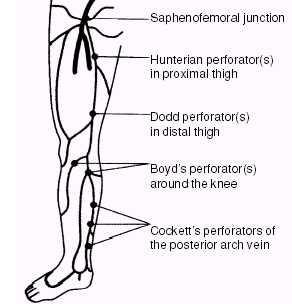 Saphenofemoral junction
Hunterian perforator(s)
in proximal thigh
Dodd perforator(s)
in distal thigh
Boyd's perforator(s)
around the knee
Cockett's perforators of
the posterior arch vein